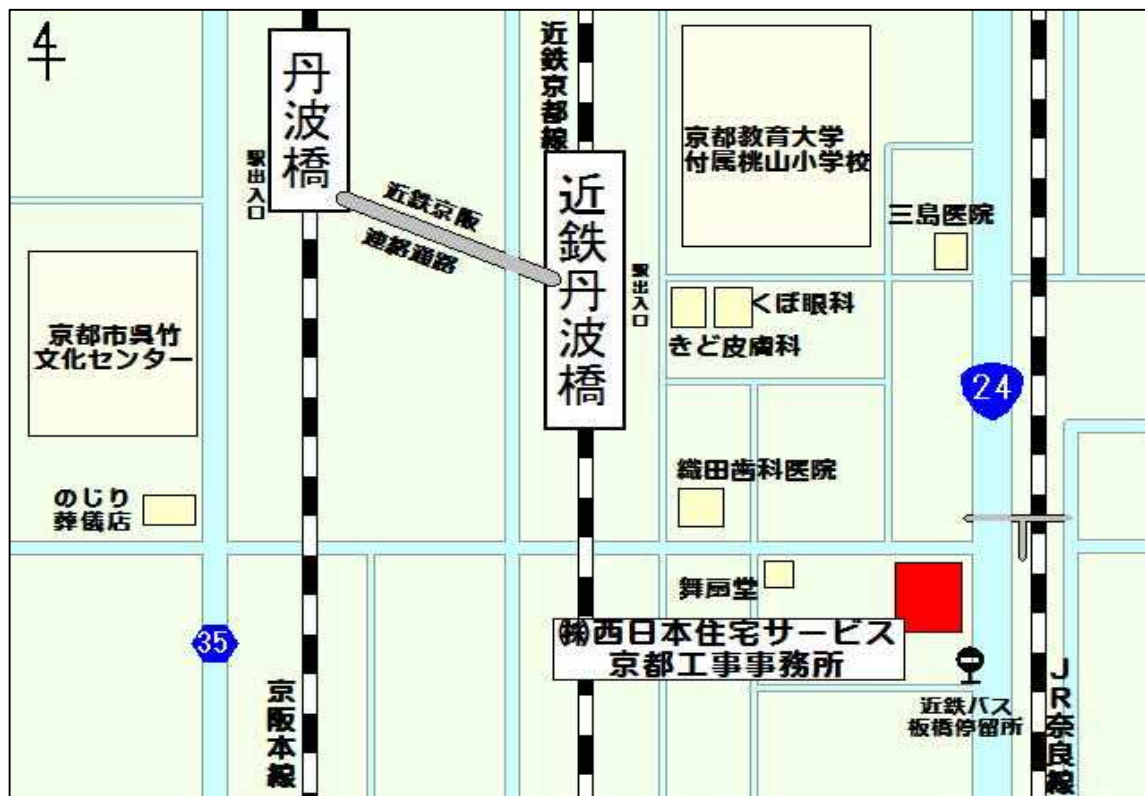 丹波橋
駅出入口
近鉄京都線
近鉄京阪
連絡通路
近鉄丹波橋
駅出入口
京都教育大学
付属桃山小学校
三島医院
くぼ眼科
きど皮膚科
京都市呉竹
文化センター
24
織田歯科医院
のじり
葬儀店
舞扇堂
㈱西日本住宅サービス
京都工事事務所
35
京阪本線
近鉄バス
板橋停留所
JR奈良線